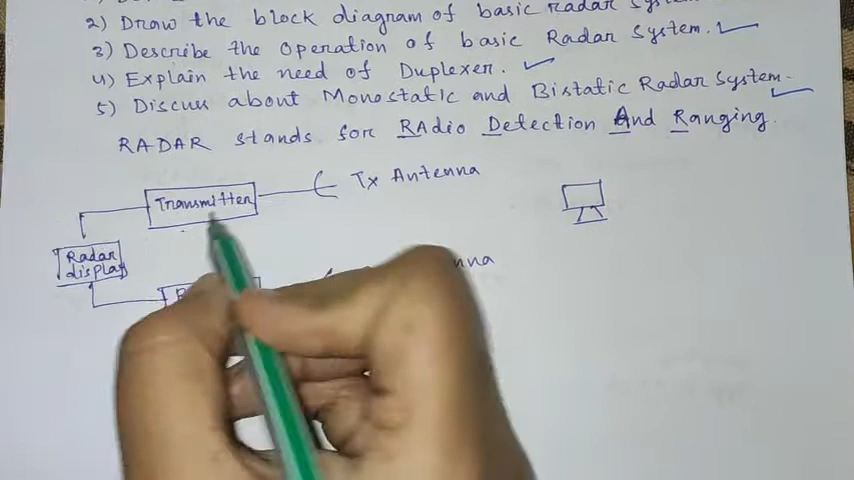 2) Draw the block diagram of basic radar
3) Describe the Operation of basic Radar System.
4) Explain the need of Duplexer.
5) Discuss about Monostatic and Bistatic Radar System.
RADAR stands for RAdio Detection And Ranging.
Transmitter
Tx Antenna
Radar
display